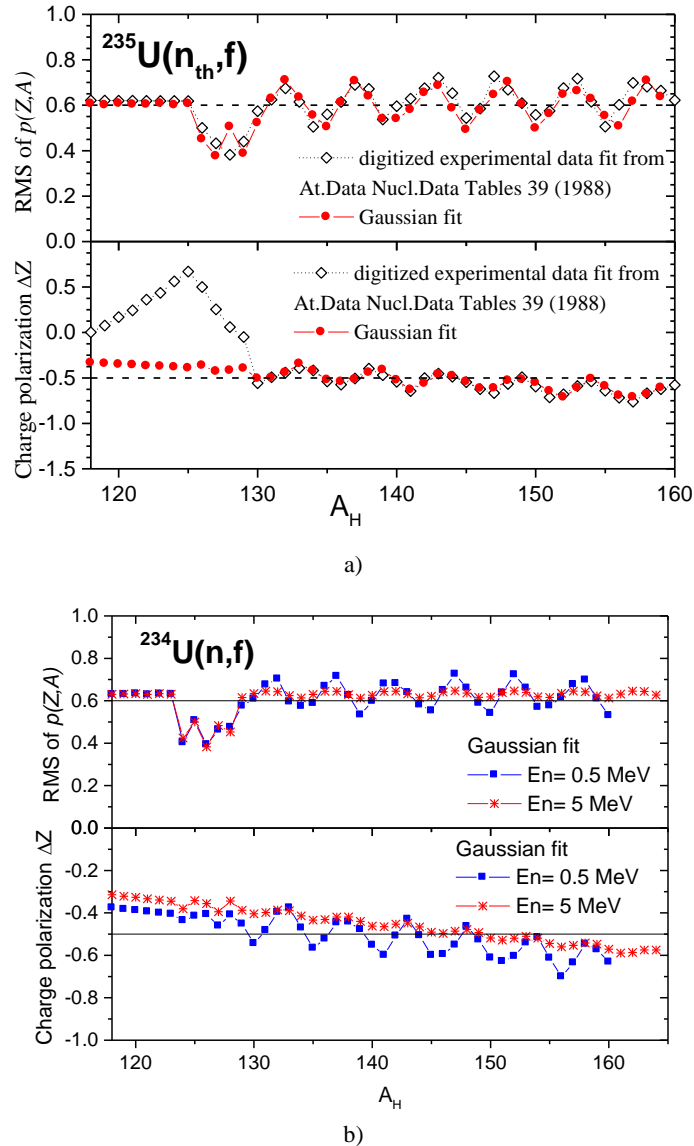 ²³⁵U(nₜₕ,f)
RMS of p(Z,A)
1.0
0.8
0.6
0.4
0.2
0.0
digitized experimental data fit from
At.Data Nucl.Data Tables 39 (1988)
Gaussian fit
Charge polarization ΔZ
0.5
0.0
-0.5
-1.0
-1.5
digitized experimental data fit from
At.Data Nucl.Data Tables 39 (1988)
Gaussian fit
120 130 140 150 160
A_H
a)
²³⁴U(n,f)
RMS of p(Z,A)
1.0
0.8
0.6
0.4
0.2
0.0
Gaussian fit
En= 0.5 MeV
En= 5 MeV
Charge polarization ΔZ
-0.2
-0.4
-0.6
-0.8
-1.0
Gaussian fit
En= 0.5 MeV
En= 5 MeV
120 130 140 150 160
A_H
b)